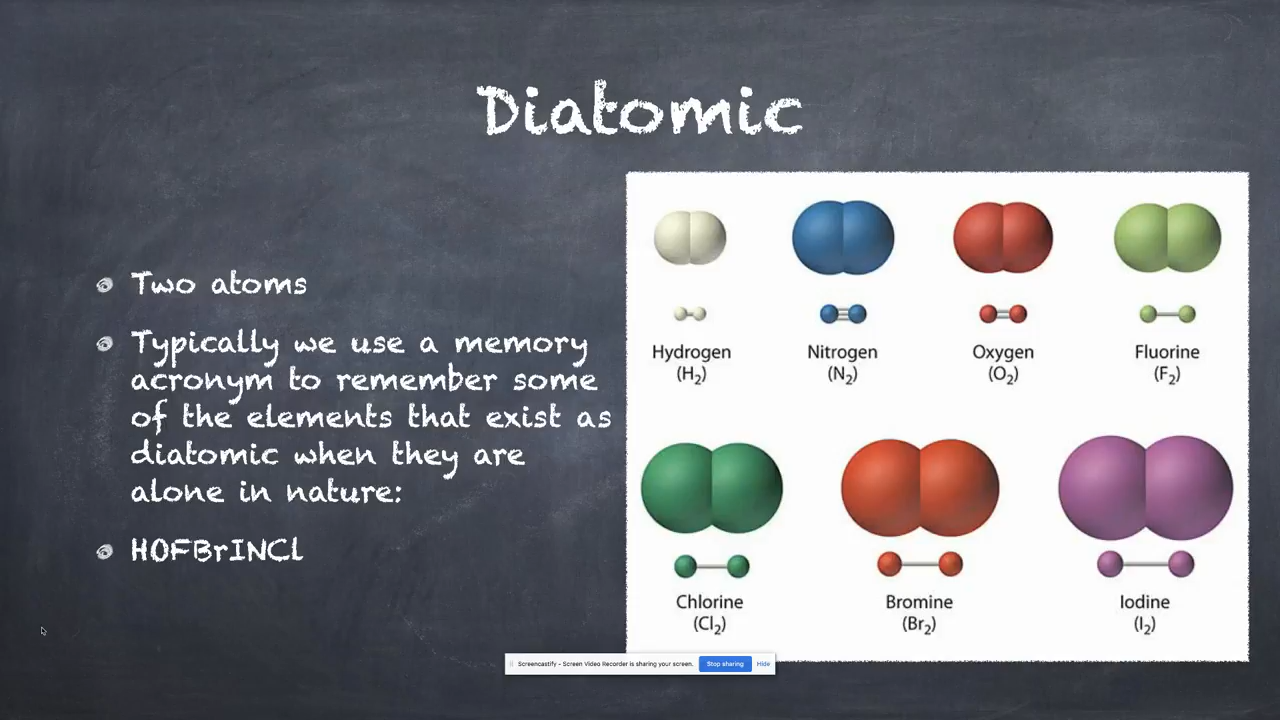 Diatomic
Two atoms
Typically we use a memory
acronym to remember some
of the elements that exist as
diatomic when they are
alone in nature:
HOFBrINCl
Hydrogen
(H₂)
Nitrogen
(N₂)
Oxygen
(O₂)
Fluorine
(F₂)
Chlorine
(Cl₂)
Bromine
(Br₂)
Iodine
(I₂)
Screencastify - Screen Video Recorder is sharing your screen. Stop sharing Hide